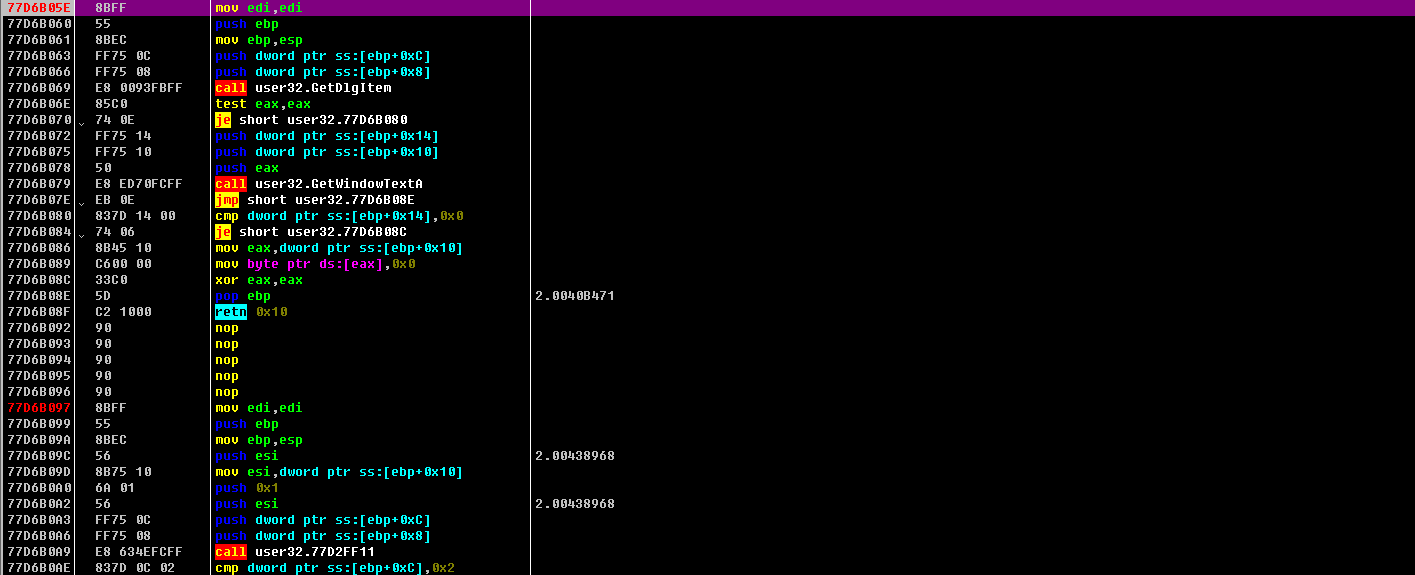 77D6B05E 8BFF mov edi,edi
77D6B060 55 push ebp
77D6B061 8BEC mov ebp,esp
77D6B063 FF75 0C push dword ptr ss:[ebp+0xC]
77D6B066 FF75 08 push dword ptr ss:[ebp+0x8]
77D6B069 E8 0093FBFF call user32.GetDlgItem
77D6B06E 85C0 test eax,eax
77D6B070 74 0E je short user32.77D6B080
77D6B072 FF75 14 push dword ptr ss:[ebp+0x14]
77D6B075 FF75 10 push dword ptr ss:[ebp+0x10]
77D6B078 50 push eax
77D6B079 E8 ED70FCFF call user32.GetWindowTextA
77D6B07E EB 0E jmp short user32.77D6B08E
77D6B080 837D 14 00 cmp dword ptr ss:[ebp+0x14],0x0
77D6B084 74 06 je short user32.77D6B08C
77D6B086 8B45 10 mov eax,dword ptr ss:[ebp+0x10]
77D6B089 C600 00 mov byte ptr ds:[eax],0x0
77D6B08C 33C0 xor eax,eax
77D6B08E 5D pop ebp 2.0040B471
77D6B08F C2 1000 retn 0x10
77D6B092 90 nop
77D6B093 90 nop
77D6B094 90 nop
77D6B095 90 nop
77D6B096 90 nop
77D6B097 8BFF mov edi,edi
77D6B099 55 push ebp
77D6B09A 8BEC mov ebp,esp
77D6B09C 56 push esi 2.00438968
77D6B09D 8B75 10 mov esi,dword ptr ss:[ebp+0x10]
77D6B0A0 6A 01 push 0x1
77D6B0A2 56 push esi 2.00438968
77D6B0A3 FF75 0C push dword ptr ss:[ebp+0xC]
77D6B0A6 FF75 08 push dword ptr ss:[ebp+0x8]
77D6B0A9 E8 634EFCFF call user32.77D2FF11
77D6B0AE 837D 0C 02 cmp dword ptr ss:[ebp+0xC],0x2